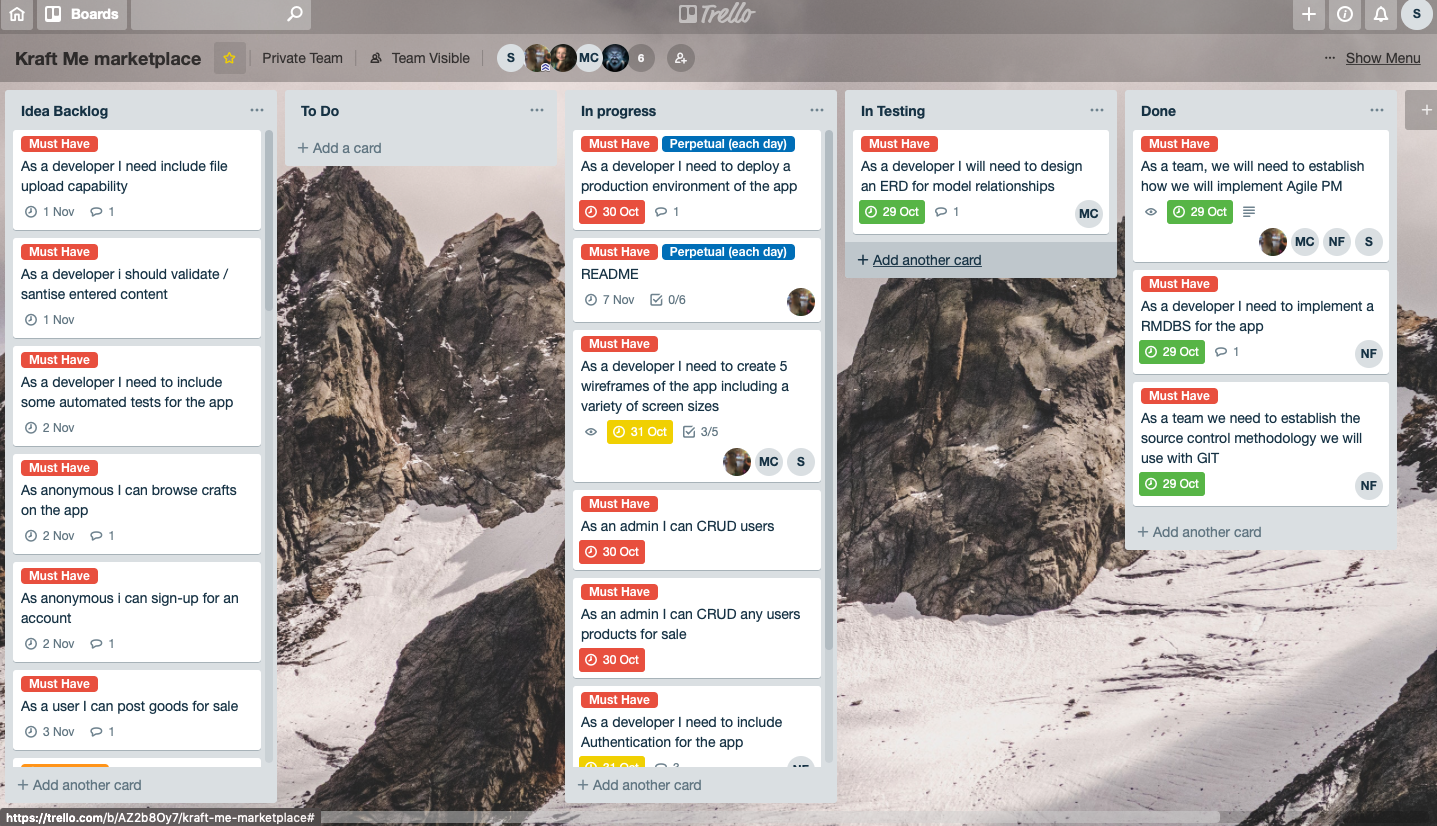 Boards
Trello
S
Kraft Me marketplace
Private Team
Team Visible
S
MC
6
Show Menu
Idea Backlog
Must Have
As a developer I need include file
upload capability
1 Nov
1
Must Have
As a developer i should validate /
santise entered content
1 Nov
Must Have
As a developer I need to include
some automated tests for the app
2 Nov
Must Have
As anonymous I can browse crafts
on the app
2 Nov
1
Must Have
As anonymous i can sign-up for an
account
2 Nov
1
Must Have
As a user I can post goods for sale
3 Nov
1
+ Add another card
To Do
+ Add a card
In progress
Must Have Perpetual (each day)
As a developer I need to deploy a
production environment of the app
30 Oct
1
Must Have Perpetual (each day)
README
7 Nov
0/6
Must Have
As a developer I need to create 5
wireframes of the app including a
variety of screen sizes
31 Oct
3/5
MC
S
Must Have
As an admin I can CRUD users
30 Oct
Must Have
As an admin I can CRUD any users
products for sale
30 Oct
Must Have
As a developer I need to include
Authentication for the app
31 Oct
NF
+ Add another card
In Testing
Must Have
As a developer I will need to design
an ERD for model relationships
29 Oct
1
MC
+ Add another card
Done
Must Have
As a team, we will need to establish
how we will implement Agile PM
29 Oct
MC
NF
S
Must Have
As a developer I need to implement a
RMDBS for the app
29 Oct
1
NF
Must Have
As a team we need to establish the
source control methodology we will
use with GIT
29 Oct
NF
+ Add another card
https://trello.com/b/AZ2b8Oy7/kraft-me-marketplace#